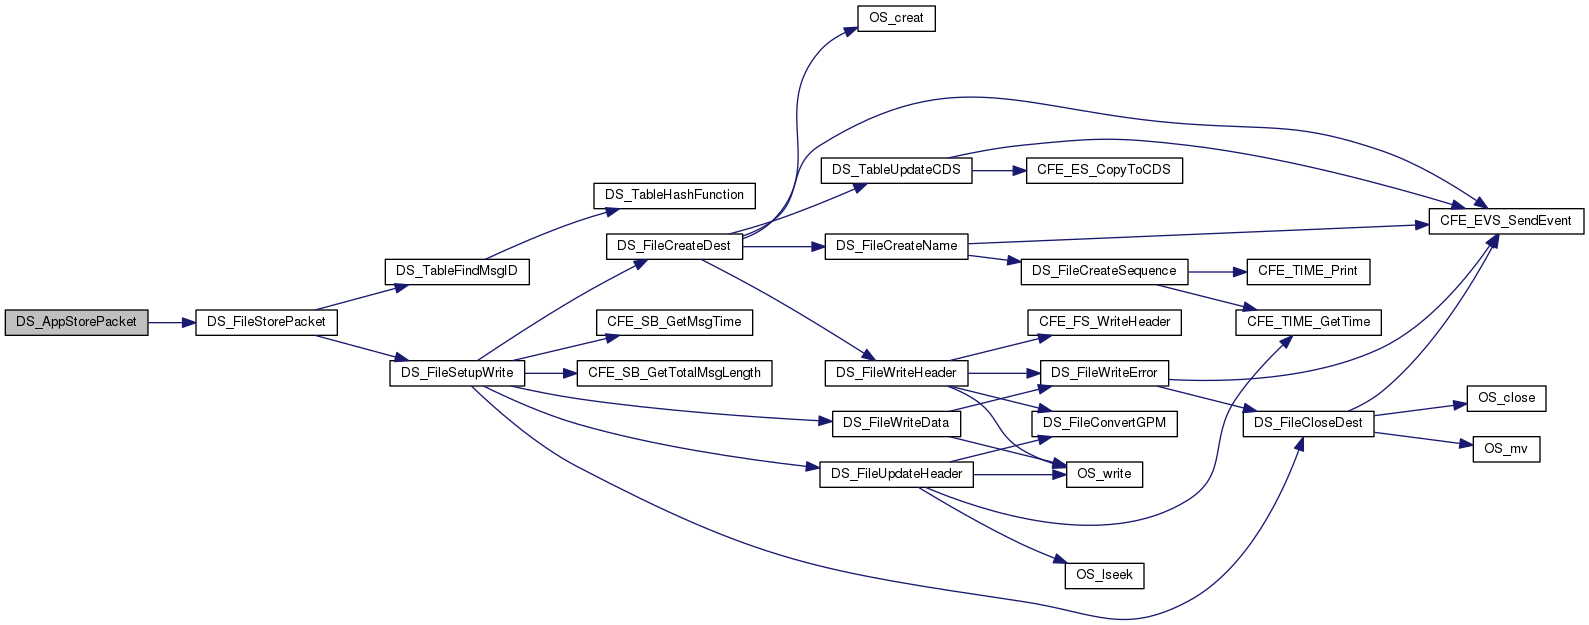 DS_AppStorePacket
DS_FileStorePacket
DS_TableFindMsgID
DS_FileSetupWrite
DS_TableHashFunction
DS_FileCreateDest
CFE_SB_GetMsgTime
CFE_SB_GetTotalMsgLength
OS_creat
DS_TableUpdateCDS
DS_FileCreateName
DS_FileWriteHeader
DS_FileWriteData
DS_FileUpdateHeader
CFE_ES_CopyToCDS
DS_FileCreateSequence
CFE_FS_WriteHeader
DS_FileWriteError
DS_FileConvertGPM
OS_write
OS_lseek
CFE_TIME_Print
CFE_TIME_GetTime
DS_FileCloseDest
CFE_EVS_SendEvent
OS_close
OS_mv